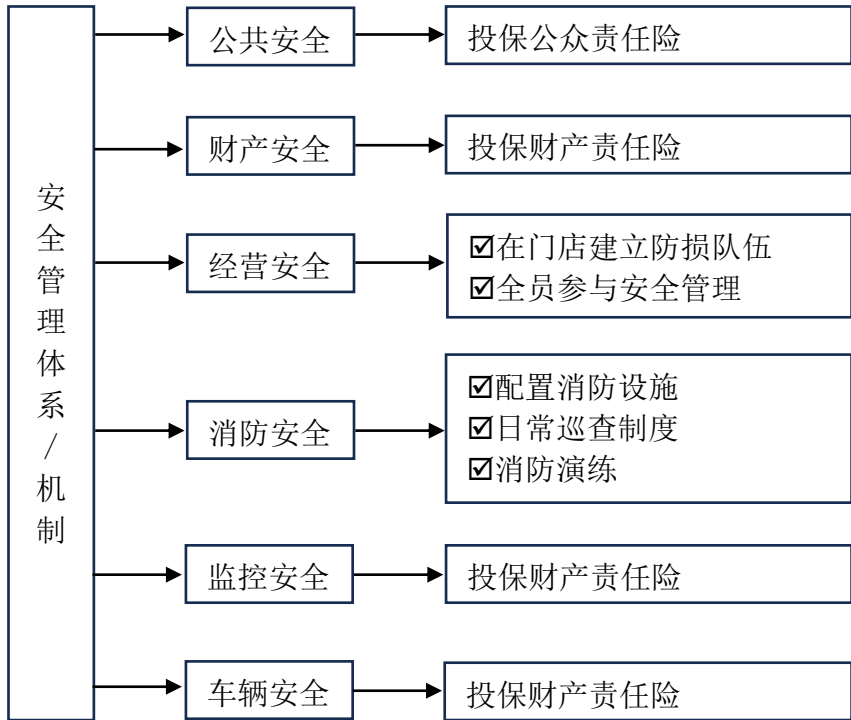 安全管理体系/机制
公共安全
投保公众责任险
财产安全
投保财产责任险
经营安全
☑在门店建立防损队伍
☑全员参与安全管理
消防安全
☑配置消防设施
☑日常巡查制度
☑消防演练
监控安全
投保财产责任险
车辆安全
投保财产责任险